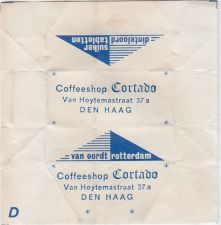 suiker
tabletten
dinteloord
Coffeeshop Cortado
Van Hoytemastraat 37a
DEN HAAG
van oordt rotterdam
Coffeeshop Cortado
Van Hoytemastraat 37a
DEN HAAG
D